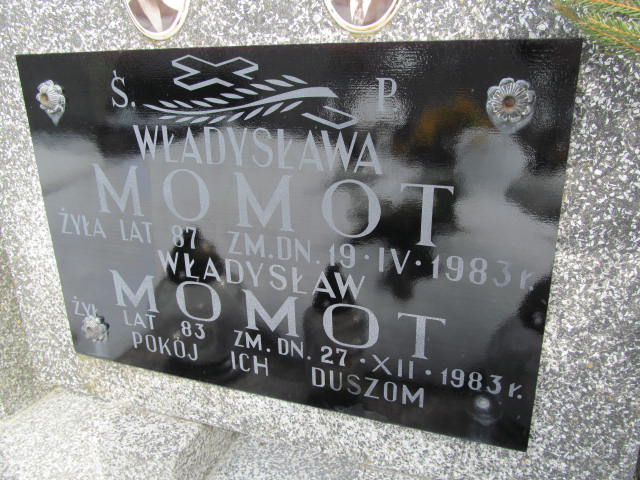 Ś. P
WŁADYSŁAWA
MOMOT
ŻYŁA LAT 87 ZM. DN. 19·IV·1983 r.
WŁADYSŁAW
MOMOT
ŻYŁ LAT 83 ZM. DN. 27·XII·1983 r.
POKÓJ ICH DUSZOM